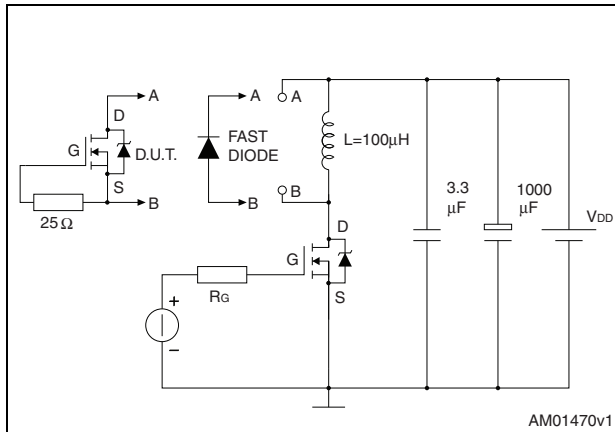 A
A
A
D
G
D.U.T.
FAST
DIODE
L=100μH
S
B
B
B
25Ω
3.3
μF
1000
μF
VDD
D
G
S
RG
+
–
AM01470v1